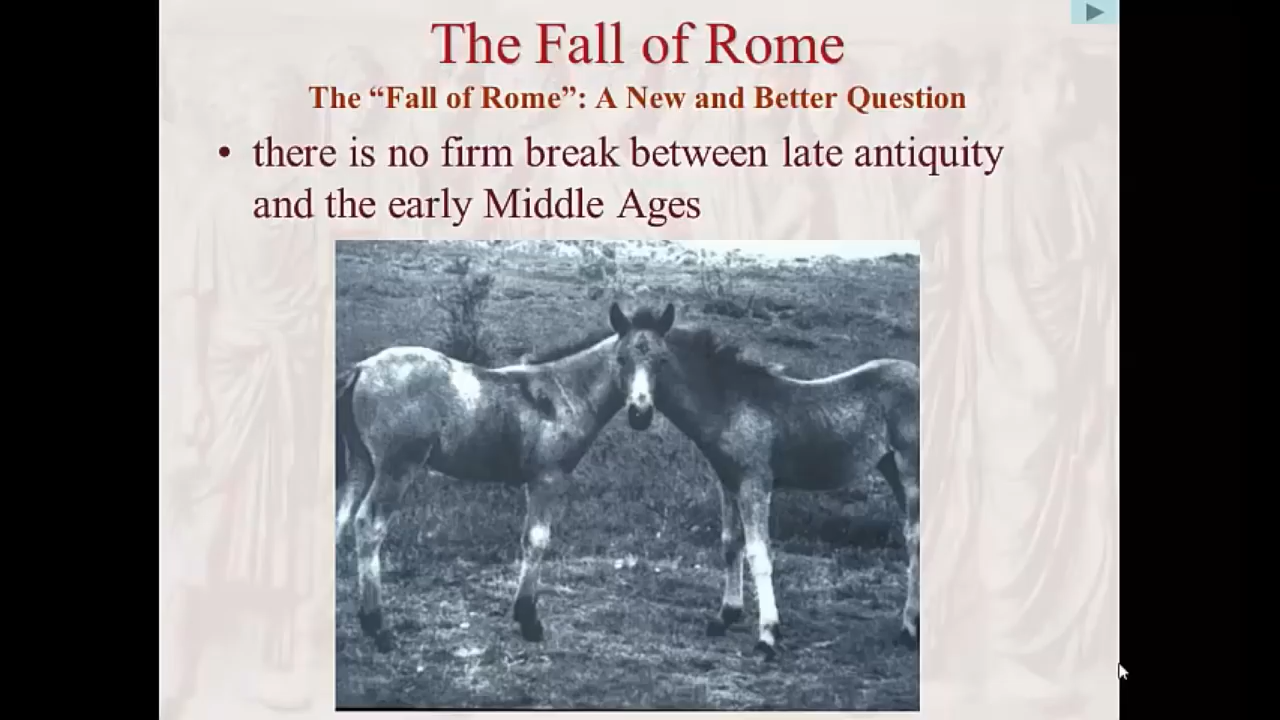 The Fall of Rome
The “Fall of Rome”: A New and Better Question
• there is no firm break between late antiquity
and the early Middle Ages